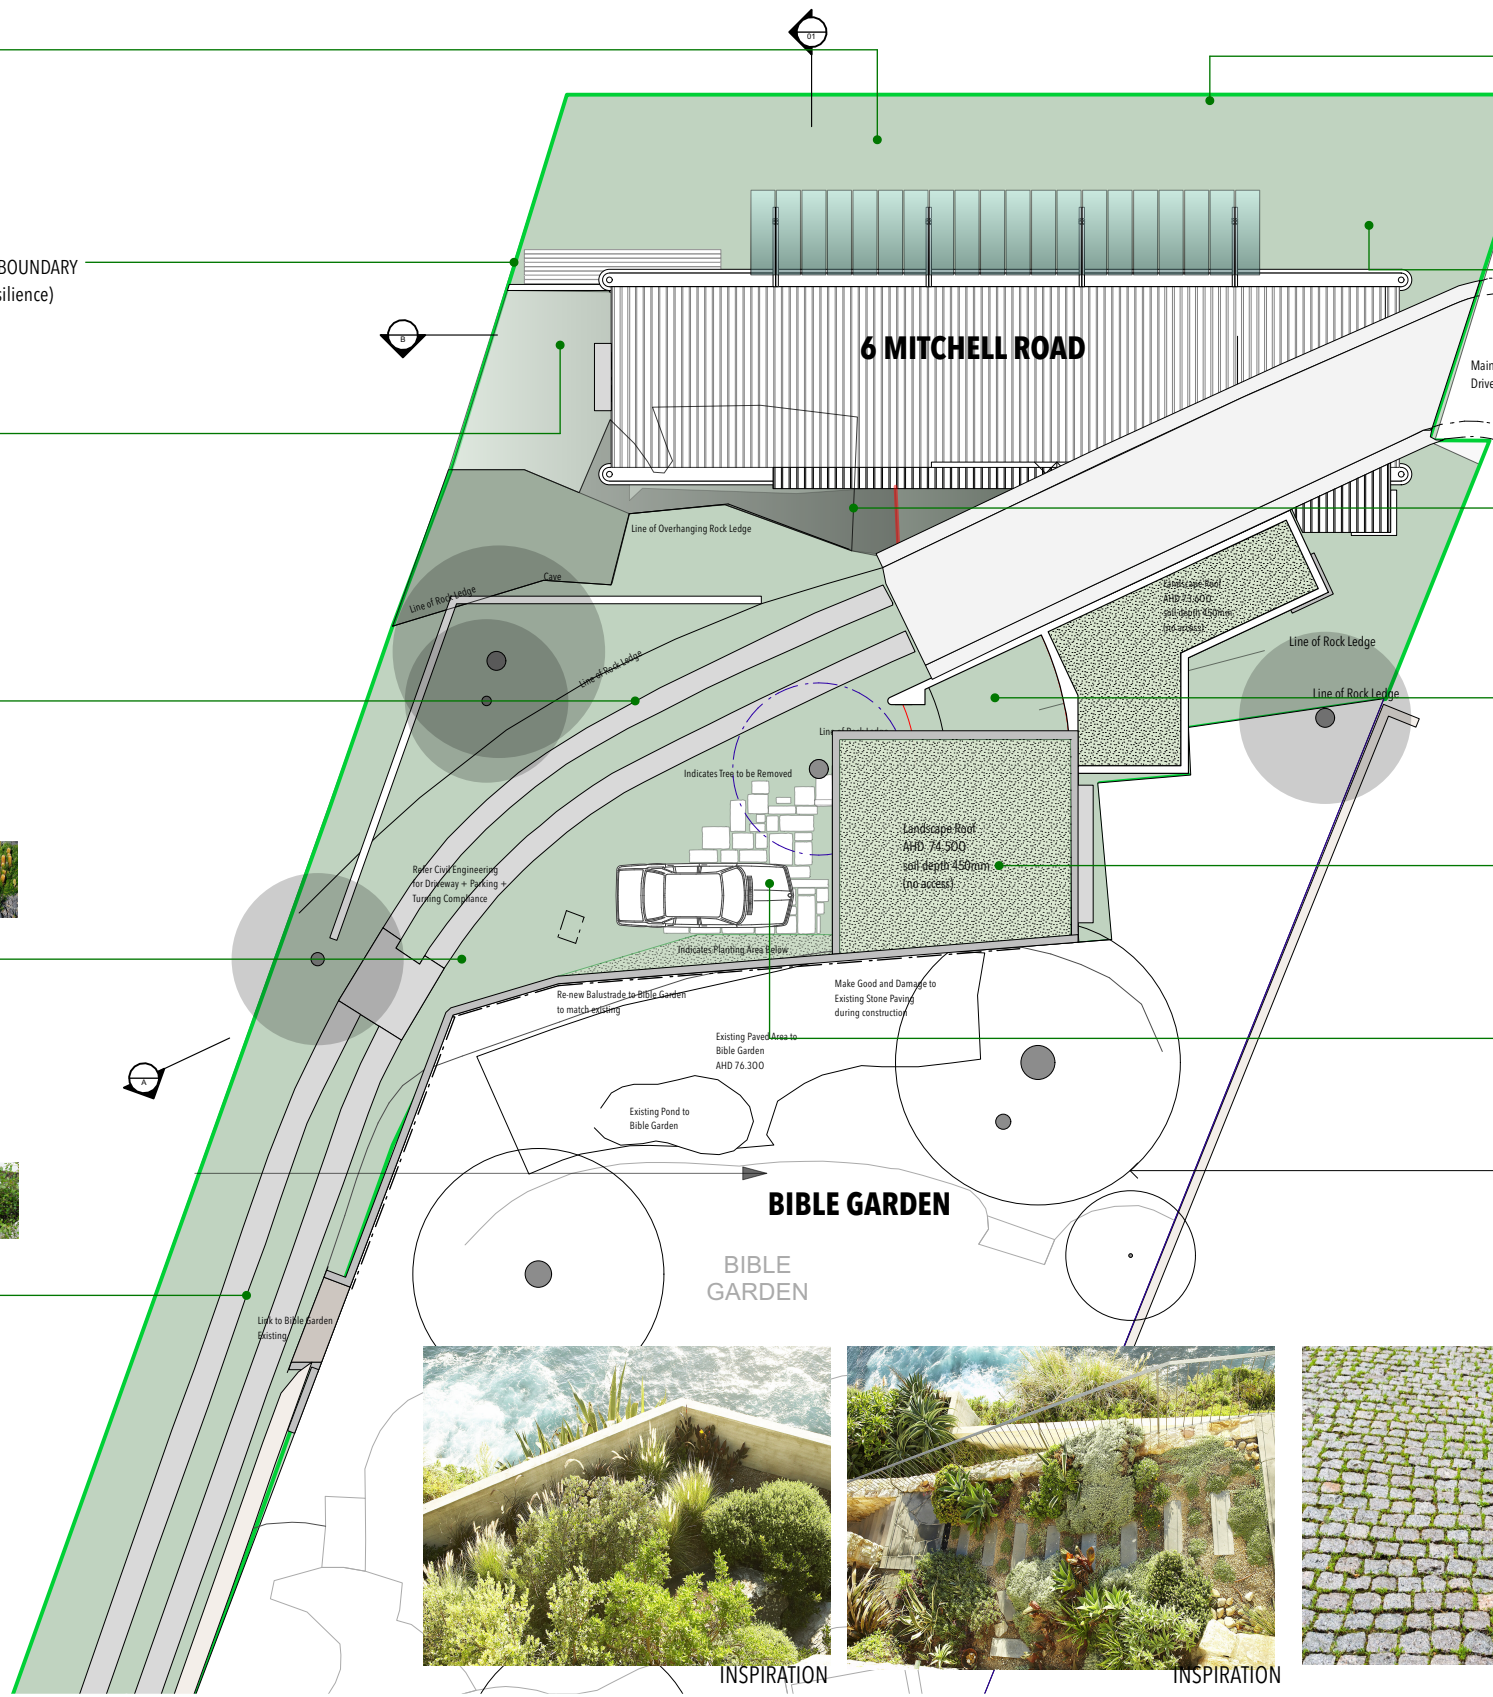 01
BOUNDARY
silience)
B
6 MITCHELL ROAD
Main
Drive
Line of Overhanging Rock Ledge
Cave
Line of Rock Ledge
Landscape Roof
AHD 73.600
soil depth 450mm
(no access)
Line of Rock Ledge
Line of Rock Ledge
Line of Rock Ledge
Line of Rock Ledge
Indicates Tree to be Removed
Landscape Roof
AHD 74.500
soil depth 450mm
(no access)
Refer Civil Engineering
for Driveway + Parking +
Turning Compliance
Indicates Planting Area Below
Re-new Balustrade to Bible Garden
to match existing
Make Good and Damage to
Existing Stone Paving
during construction
Existing Paved Area to
Bible Garden
AHD 76.300
A
Existing Pond to
Bible Garden
BIBLE GARDEN
BIBLE
GARDEN
Link to Bible Garden
Existing
INSPIRATION
INSPIRATION